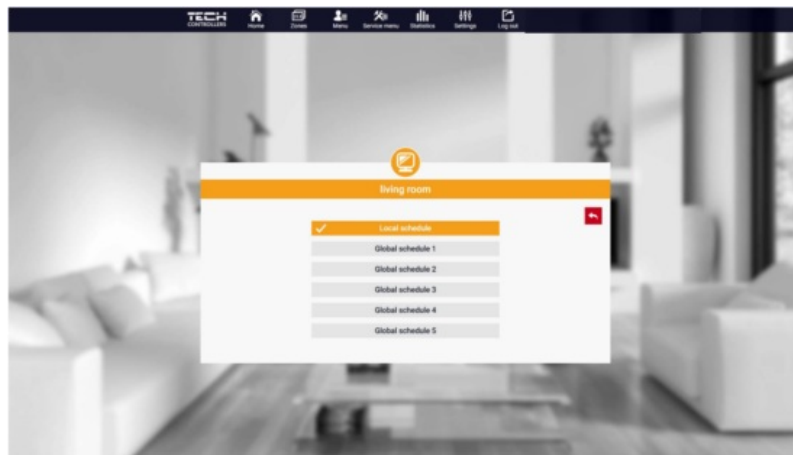 TECH
CONTROLLERS
Home
Zones
Menu
Service menu
Statistics
Settings
Log out
living room
Local schedule
Global schedule 1
Global schedule 2
Global schedule 3
Global schedule 4
Global schedule 5